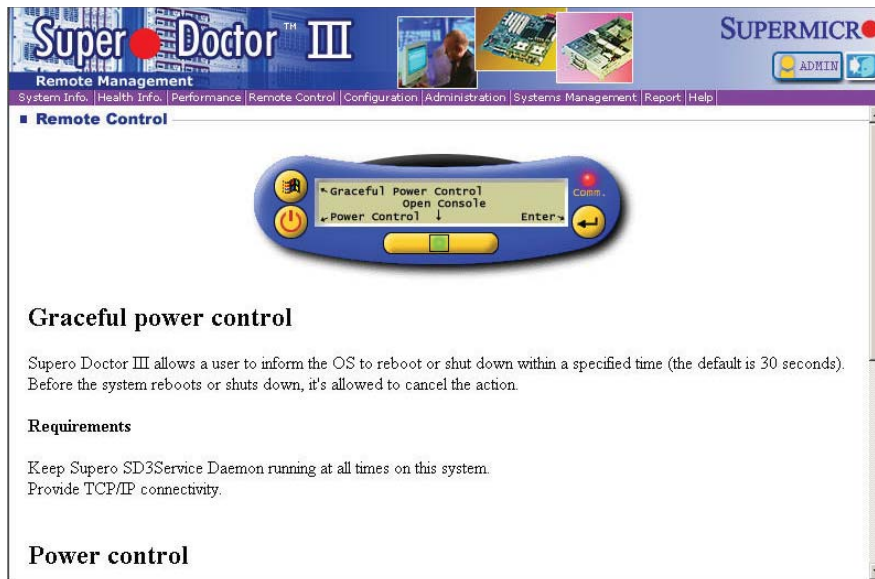 Super Doctor™ III
SUPERMICR
Remote Management
ADMIN
System Info. Health Info. Performance Remote Control Configuration Administration Systems Management Report Help
Remote Control
Graceful Power Control
Open Console
Power Control ↓ Enter
Comm.
Graceful power control
Supero Doctor III allows a user to inform the OS to reboot or shut down within a specified time (the default is 30 seconds).
Before the system reboots or shuts down, it's allowed to cancel the action.
Requirements
Keep Supero SD3Service Daemon running at all times on this system.
Provide TCP/IP connectivity.
Power control